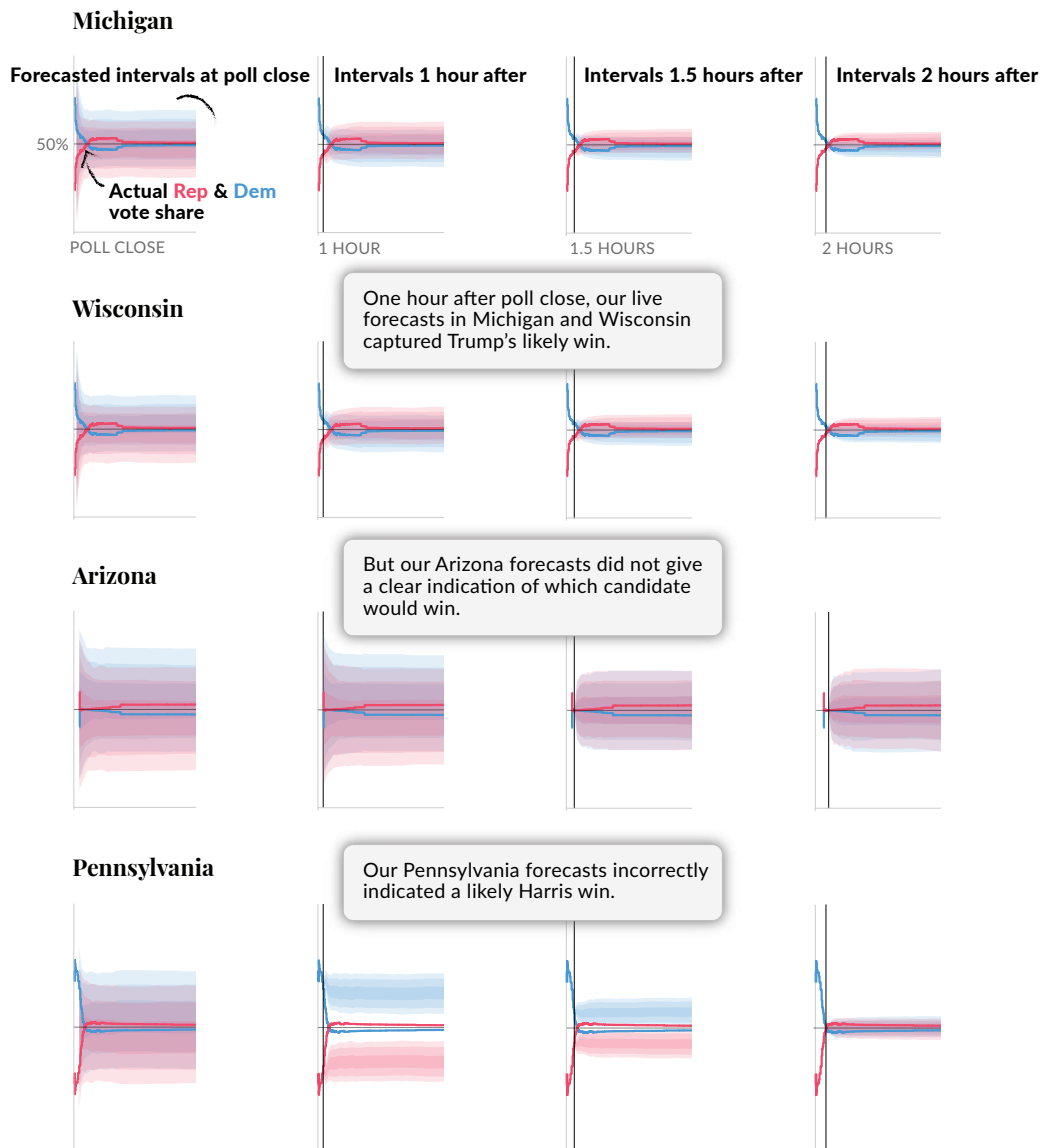 Michigan
Forecasted intervals at poll close
Intervals 1 hour after
Intervals 1.5 hours after
Intervals 2 hours after
50%
Actual Rep & Dem
vote share
POLL CLOSE
1 HOUR
1.5 HOURS
2 HOURS
Wisconsin
One hour after poll close, our live
forecasts in Michigan and Wisconsin
captured Trump's likely win.
Arizona
But our Arizona forecasts did not give
a clear indication of which candidate
would win.
Pennsylvania
Our Pennsylvania forecasts incorrectly
indicated a likely Harris win.